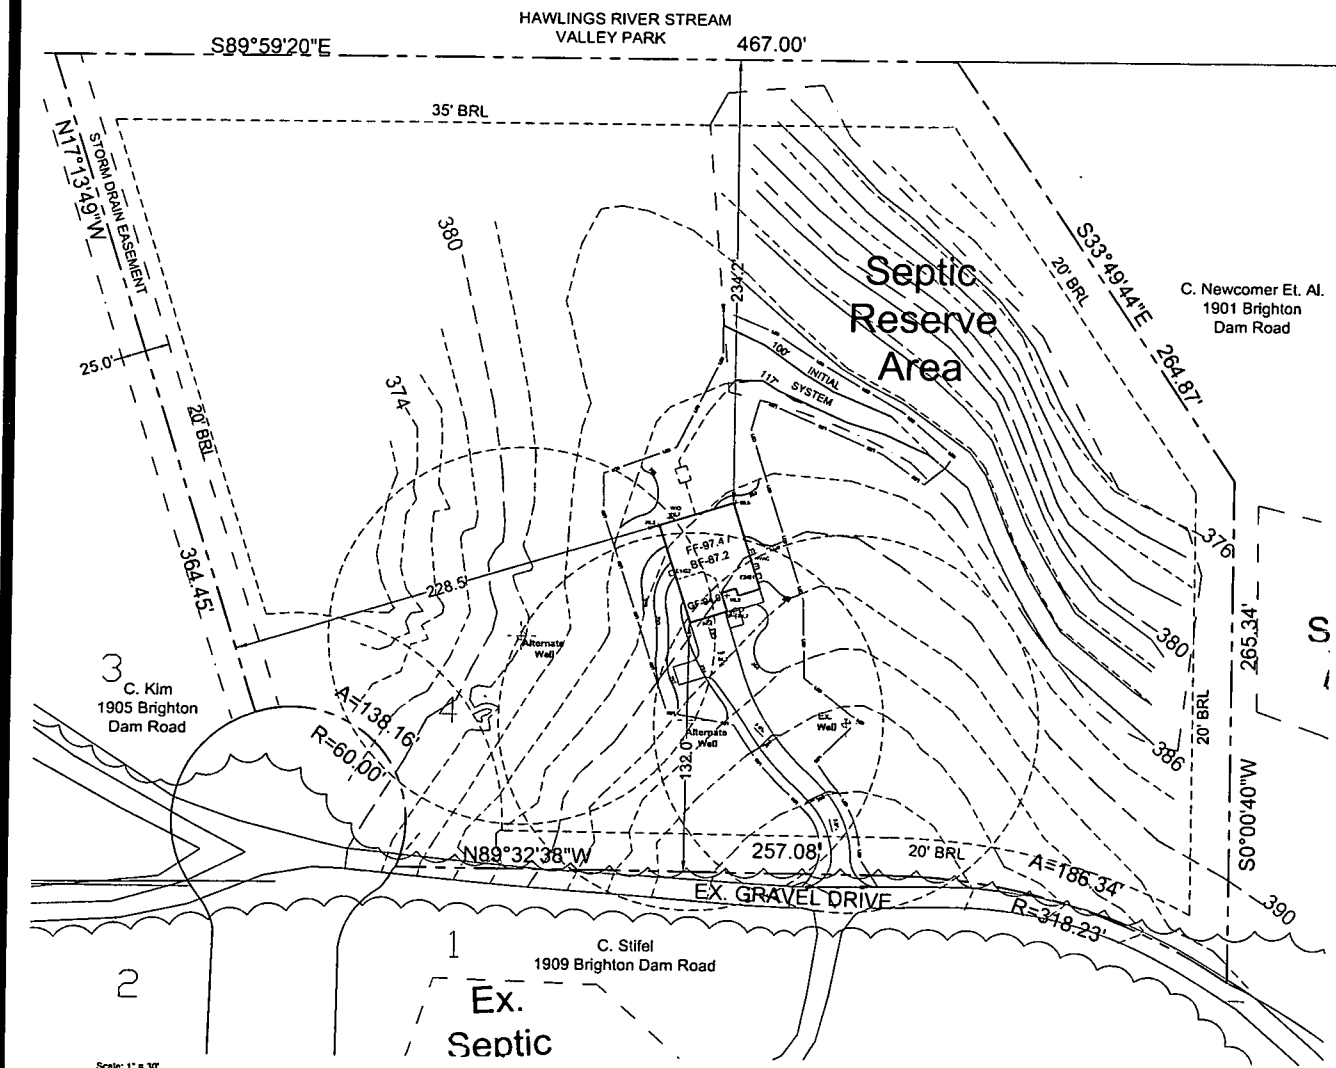 HAWLINGS RIVER STREAM
VALLEY PARK
S89°59'20"E
467.00'
35' BRL
N17°13'49"W
STORM DRAIN EASEMENT
380
S33°49'44"E
20' BRL
264.87'
C. Newcomer Et. Al.
1901 Brighton
Dam Road
Septic
Reserve
Area
234.2'
100'
INITIAL
117'
SYSTEM
25.0'
374
20' BRL
364.45'
228.5'
FF-97.4
BF-87.2
376
380
386
390
265.34'
20' BRL
S0°00'40"W
S
Alternate
Well
3
C. Kim
1905 Brighton
Dam Road
4
A=138.16'
R=60.00'
Alternate
Well
Ex.
Well
132.0'
N89°32'38"W
257.08'
20' BRL
A=186.34'
R=318.23'
EX. GRAVEL DRIVE
1
C. Stifel
1909 Brighton Dam Road
2
Ex.
Septic
Scale: 1" = 30'